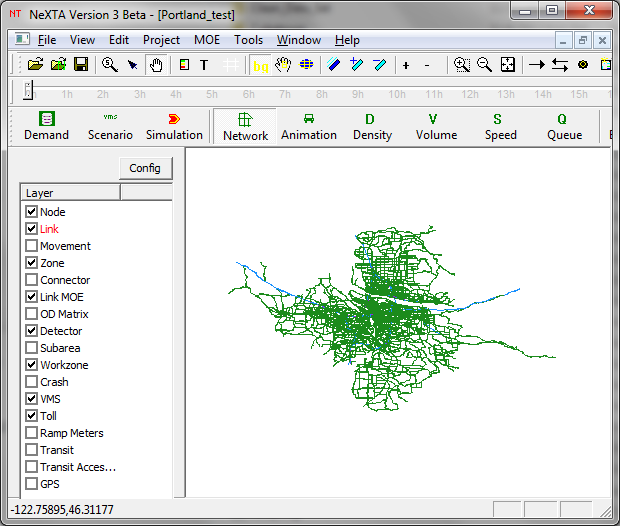 NeXTA Version 3 Beta - [Portland_test]
File View Edit Project MOE Tools Window Help
T bg + -
1h 2h 3h 4h 5h 6h 7h 8h 9h 10h 11h 12h 13h 14h 15h
vms D V S Q
Demand Scenario Simulation Network Animation Density Volume Speed Queue
Config
Layer
Node
Link
Movement
Zone
Connector
Link MOE
OD Matrix
Detector
Subarea
Workzone
Crash
VMS
Toll
Ramp Meters
Transit
Transit Acces...
GPS
-122.75895,46.31177